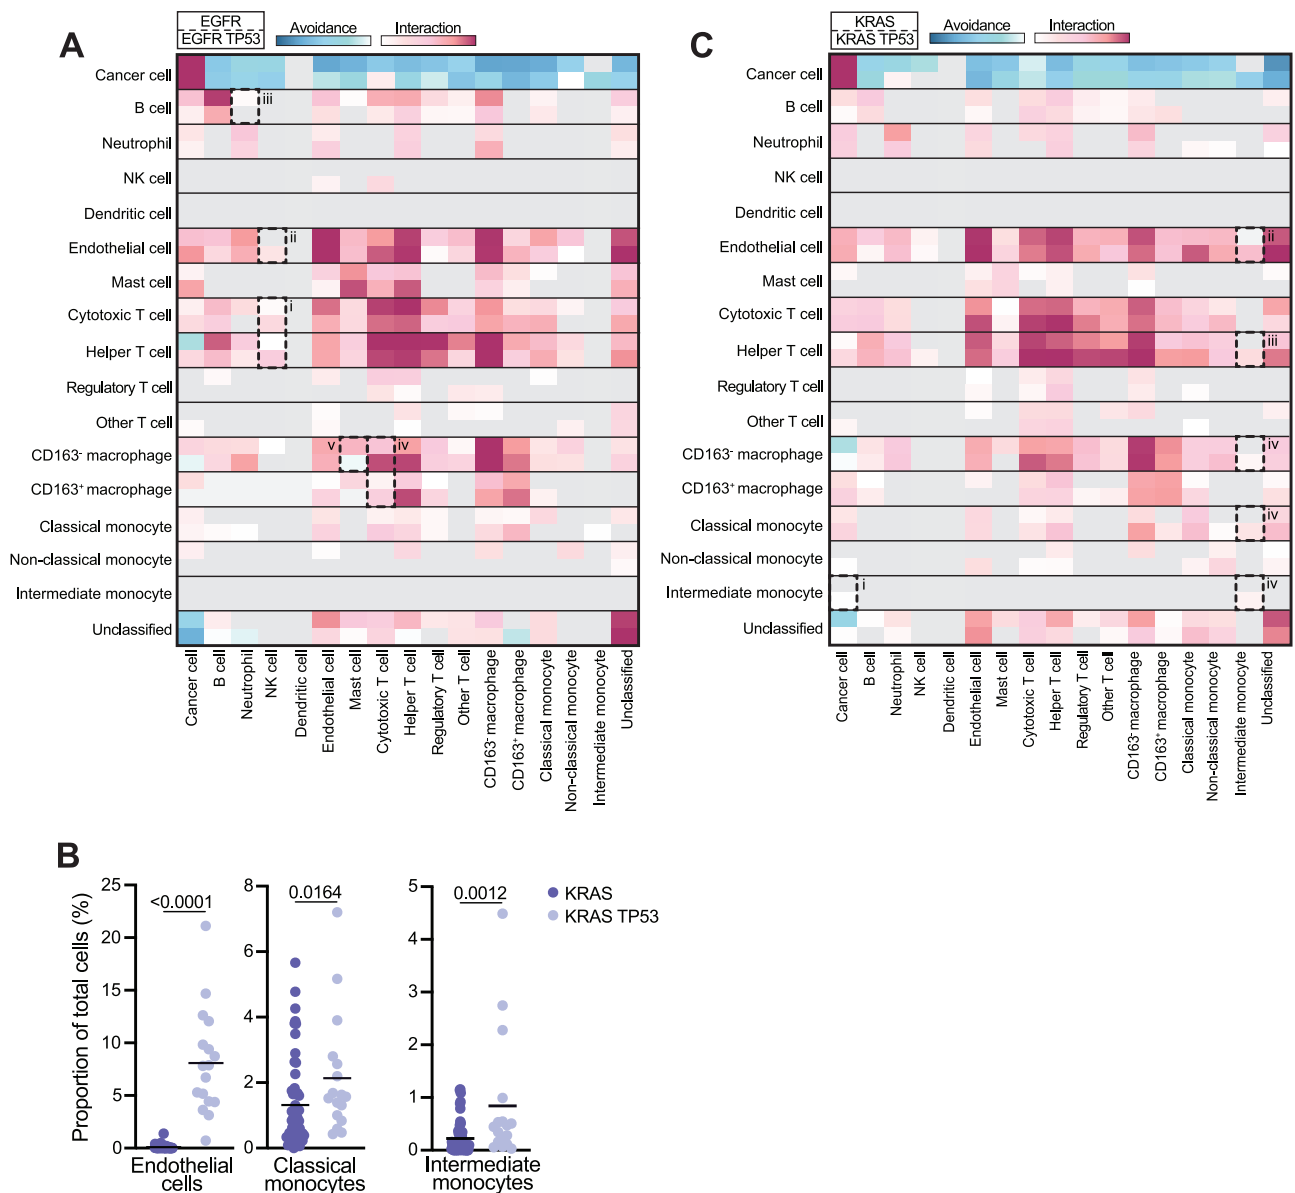 A
EGFR
EGFR TP53
Avoidance
Interaction
Cancer cell
B cell
Neutrophil
NK cell
Dendritic cell
Endothelial cell
Mast cell
Cytotoxic T cell
Helper T cell
Regulatory T cell
Other T cell
CD163⁻ macrophage
CD163⁺ macrophage
Classical monocyte
Non-classical monocyte
Intermediate monocyte
Unclassified
iii
ii
i
v
iv
Cancer cell
B cell
Neutrophil
NK cell
Dendritic cell
Endothelial cell
Mast cell
Cytotoxic T cell
Helper T cell
Regulatory T cell
Other T cell
CD163⁻ macrophage
CD163⁺ macrophage
Classical monocyte
Non-classical monocyte
Intermediate monocyte
Unclassified
C
KRAS
KRAS TP53
Avoidance
Interaction
Cancer cell
B cell
Neutrophil
NK cell
Dendritic cell
Endothelial cell
Mast cell
Cytotoxic T cell
Helper T cell
Regulatory T cell
Other T cell
CD163⁻ macrophage
CD163⁺ macrophage
Classical monocyte
Non-classical monocyte
Intermediate monocyte
Unclassified
ii
iii
iv
iv
i
iv
Cancer cell
B cell
Neutrophil
NK cell
Dendritic cell
Endothelial cell
Mast cell
Cytotoxic T cell
Helper T cell
Regulatory T cell
Other T cell
CD163⁻ macrophage
CD163⁺ macrophage
Classical monocyte
Non-classical monocyte
Intermediate monocyte
Unclassified
B
Proportion of total cells (%)
25
20
15
10
5
0
<0.0001
Endothelial
cells
8
6
4
2
0
0.0164
Classical
monocytes
5
4
3
2
1
0
0.0012
Intermediate
monocytes
KRAS
KRAS TP53